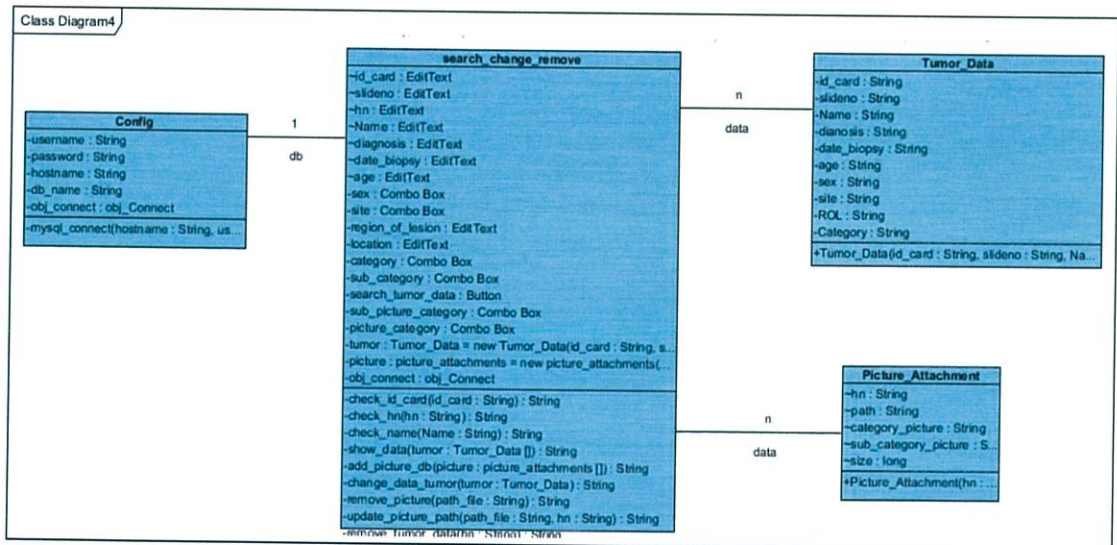 Class Diagram4
Config
-username : String
-password : String
-hostname : String
-db_name : String
-obj_connect : obj_Connect
-mysql_connect(hostname : String, us...
1
db
search_change_remove
~id_card : EditText
~slideno : EditText
~hn : EditText
~Name : EditText
~diagnosis : EditText
~date_biopsy : EditText
~age : EditText
-sex : Combo Box
-site : Combo Box
-region_of_lesion : EditText
-location : EditText
-category : Combo Box
-sub_category : Combo Box
-search_tumor_data : Button
-sub_picture_category : Combo Box
-picture_category : Combo Box
-tumor : Tumor_Data = new Tumor_Data(id_card : String, s...
-picture : picture_attachments = new picture_attachments(...
-obj_connect : obj_Connect
-check_id_card(id_card : String) : String
-check_hn(hn : String) : String
-check_name(Name : String) : String
-show_data(tumor : Tumor_Data []) : String
-add_picture_db(picture : picture_attachments []) : String
-change_data_tumor(tumor : Tumor_Data) : String
-remove_picture(path_file : String) : String
-update_picture_path(path_file : String, hn : String) : String
-remove_tumor_data(hn : String) : String
n
data
Tumor_Data
-id_card : String
-slideno : String
-Name : String
-dianosis : String
-date_biopsy : String
-age : String
-sex : String
-site : String
-ROL : String
-Category : String
+Tumor_Data(id_card : String, slideno : String, Na...
n
data
Picture_Attachment
~hn : String
~path : String
~category_picture : String
~sub_category_picture : S...
~size : long
+Picture_Attachment(hn : ...